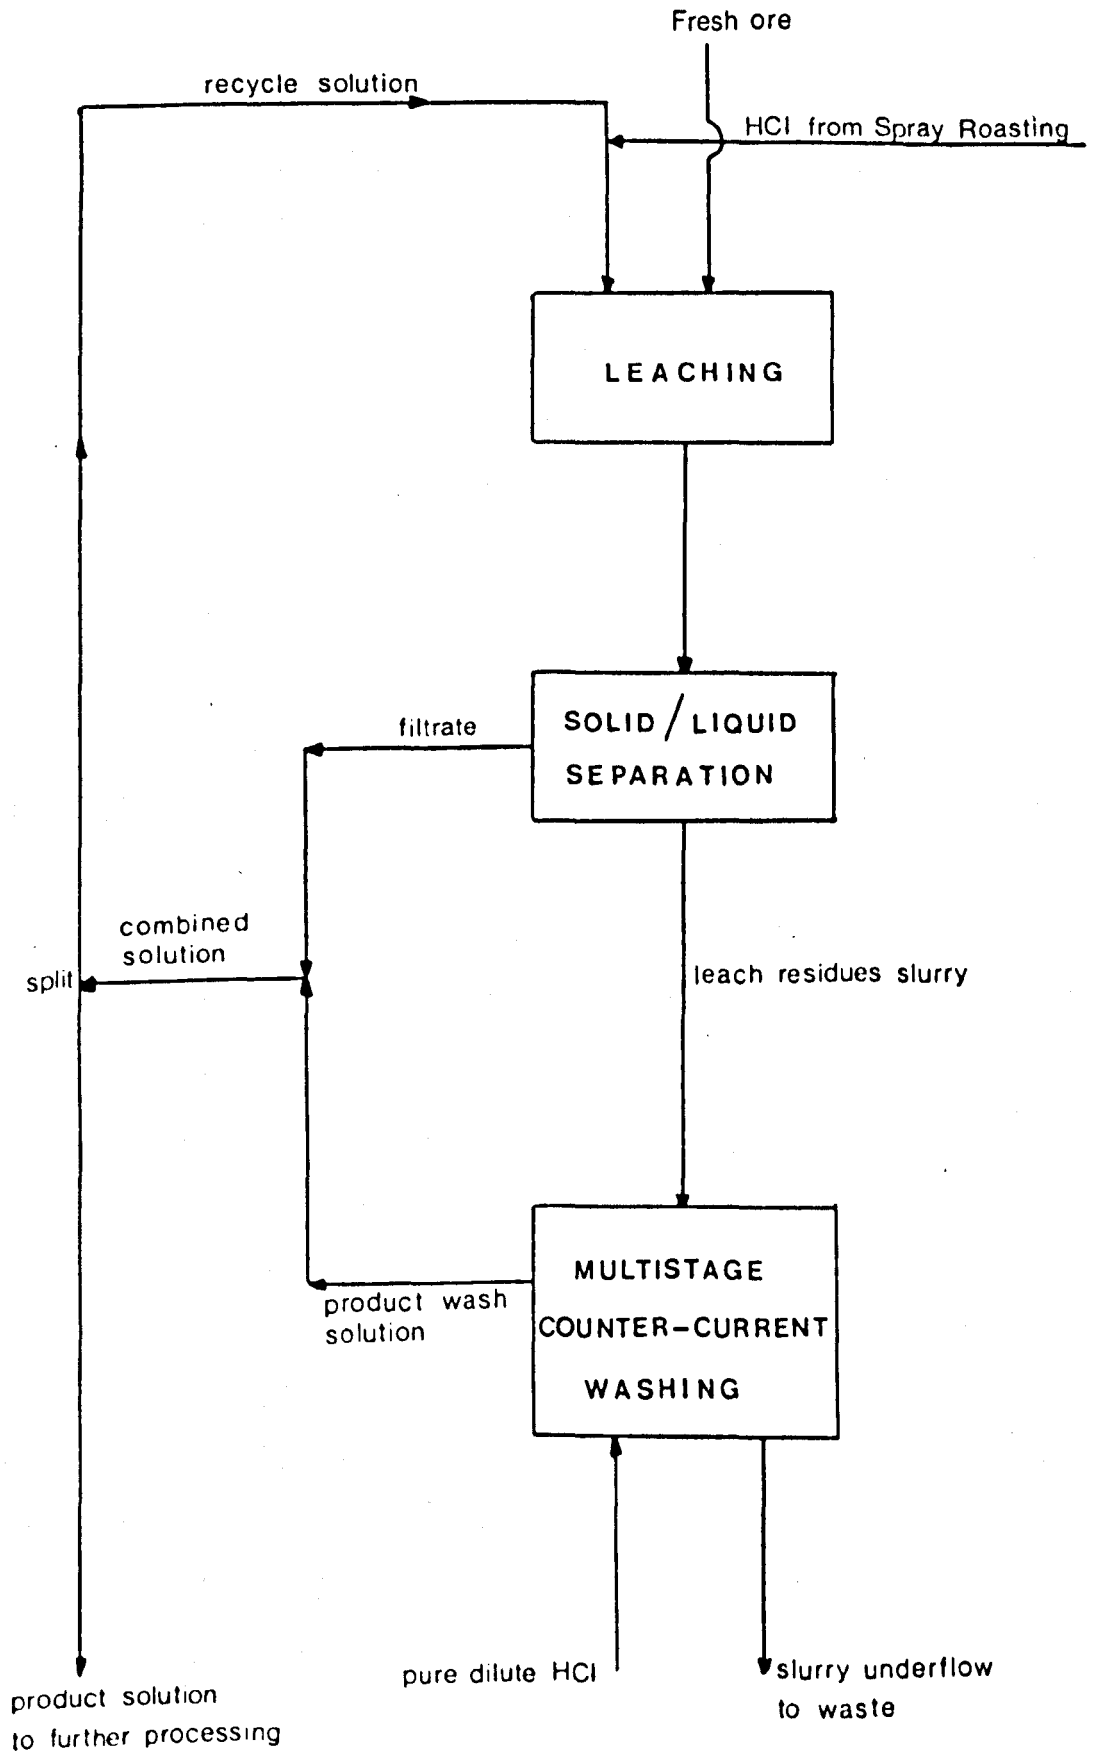 Fresh ore
recycle solution
HCl from Spray Roasting
LEACHING
SOLID / LIQUID
SEPARATION
filtrate
combined
solution
split
leach residues slurry
MULTISTAGE
COUNTER-CURRENT
WASHING
product wash
solution
pure dilute HCl
slurry underflow
to waste
product solution
to further processing